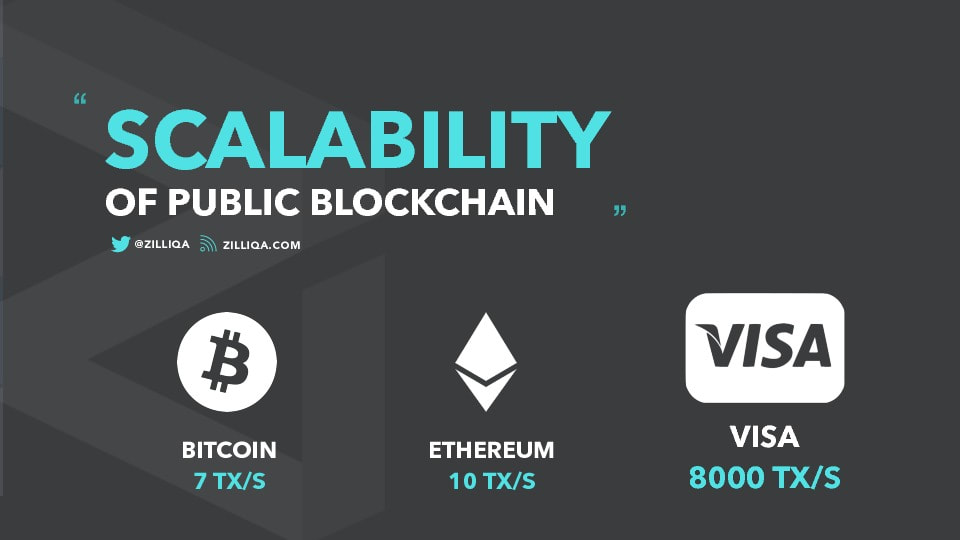 “
SCALABILITY
OF PUBLIC BLOCKCHAIN
”
@ZILLIQA ZILLIQA.COM
VISA
BITCOIN
7 TX/S
ETHEREUM
10 TX/S
VISA
8000 TX/S